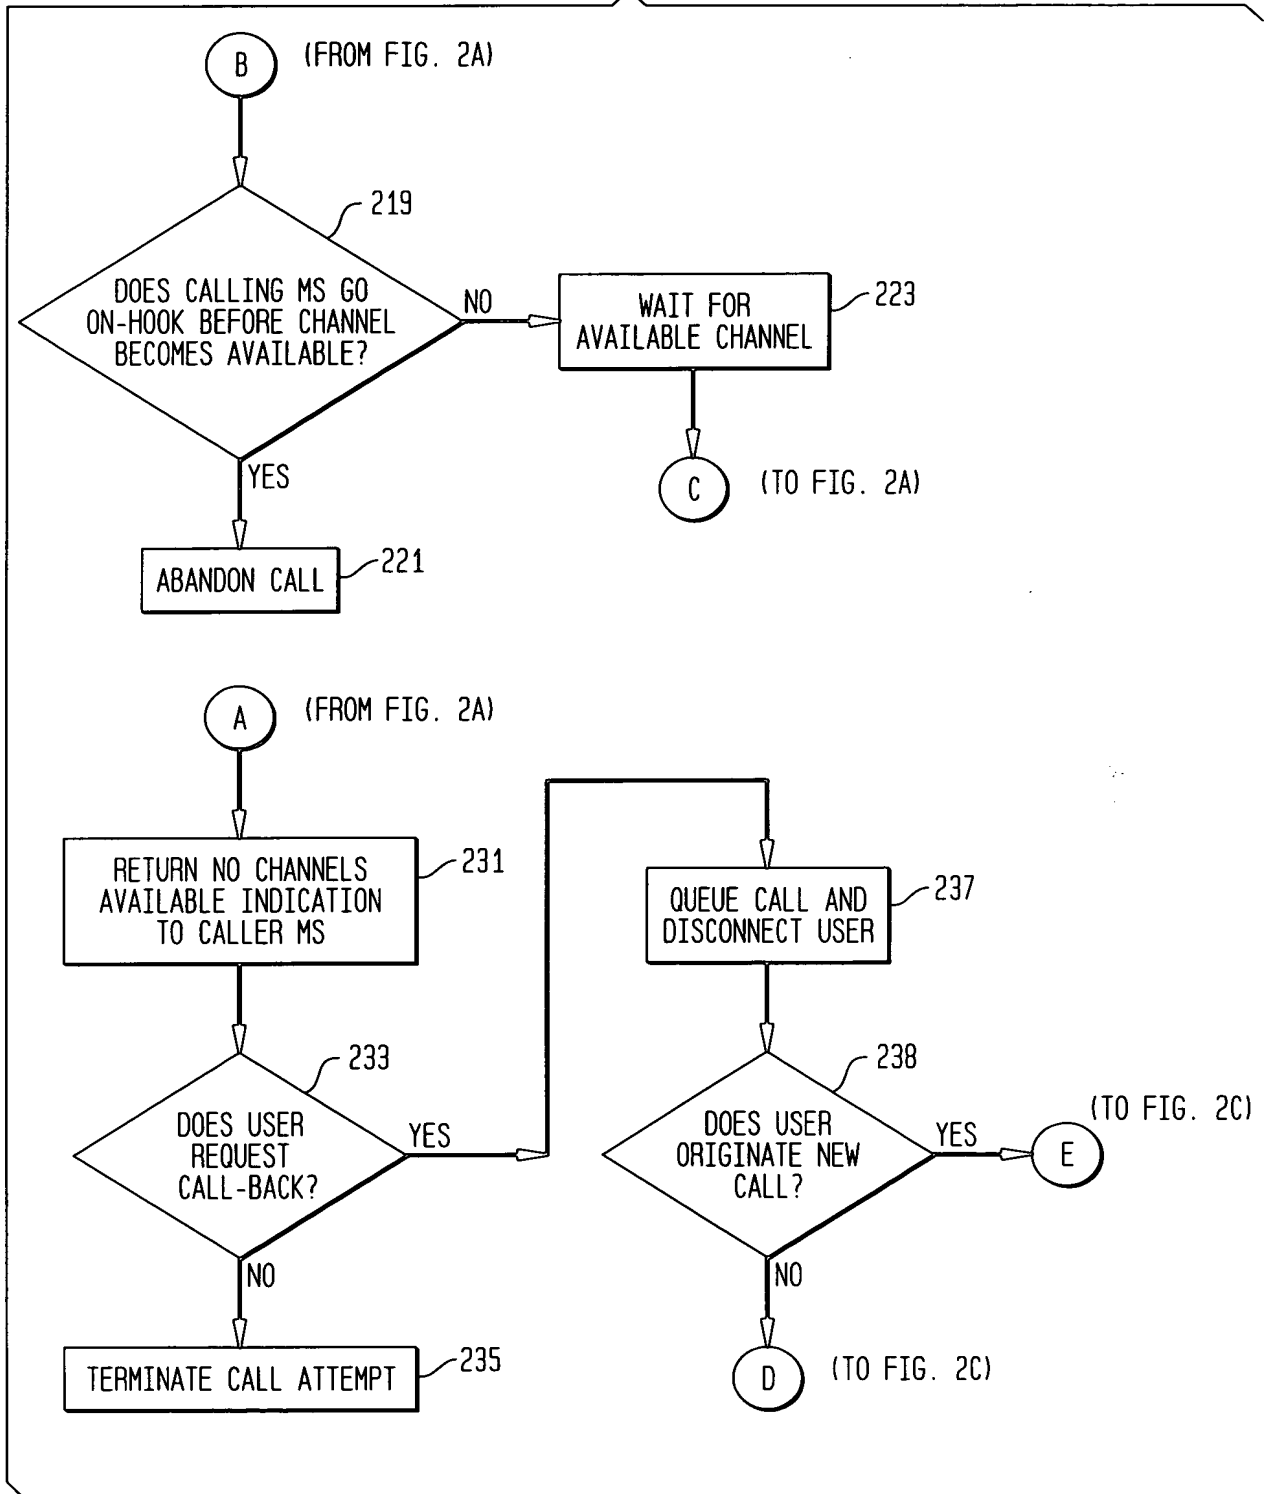 B (FROM FIG. 2A)
219
DOES CALLING MS GO
ON-HOOK BEFORE CHANNEL
BECOMES AVAILABLE?
NO
WAIT FOR
AVAILABLE CHANNEL
223
YES
C (TO FIG. 2A)
ABANDON CALL
221
A (FROM FIG. 2A)
RETURN NO CHANNELS
AVAILABLE INDICATION
TO CALLER MS
231
QUEUE CALL AND
DISCONNECT USER
237
233
DOES USER
REQUEST
CALL-BACK?
YES
NO
238
DOES USER
ORIGINATE NEW
CALL?
YES
(TO FIG. 2C)
E
NO
TERMINATE CALL ATTEMPT
235
D (TO FIG. 2C)